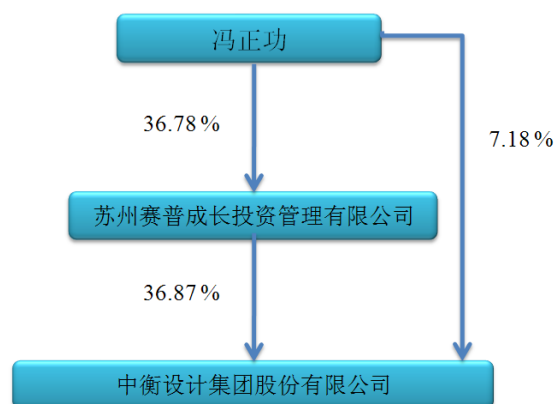 冯正功
36.78%
7.18%
苏州赛普成长投资管理有限公司
36.87%
中衡设计集团股份有限公司